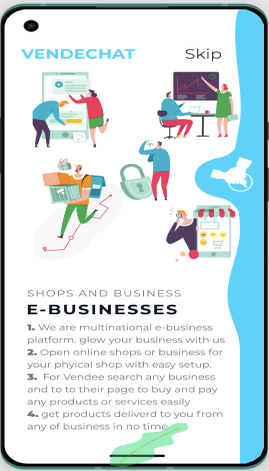 VENDECHAT
Skip
SHOPS AND BUSINESS
E-BUSINESSES
1. We are multinational e-business
platform. glow your business with us
2. Open online shops or business for
your phyical shop with easy setup.
3. For Vendee search any business
and to to their page to buy and pay
any products or services easily
4. get products deliverd to you from
any of business in no time